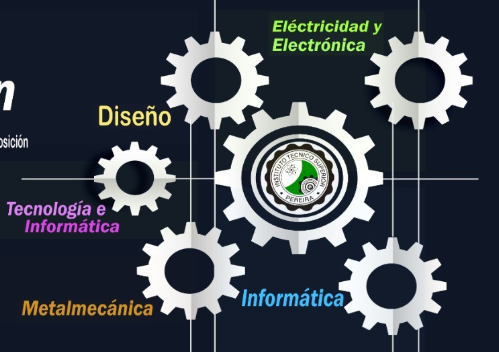 Eléctricidad y
Electrónica
n
Diseño
osición
INSTITUTO TECNICO SUPERIOR
PEREIRA
Tecnología e
Informática
Metalmecánica
Informática